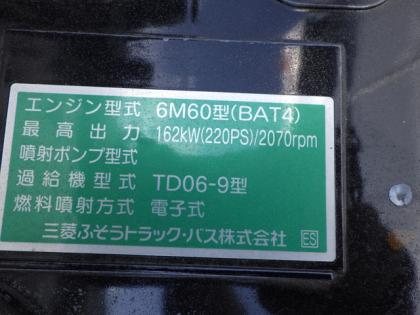 エンジン型式 6M60型(BAT4)
最高出力 162kW(220PS)/2070rpm
噴射ポンプ型式
過給機型式 TD06-9型
燃料噴射方式 電子式
三菱ふそうトラック・バス株式会社 ES